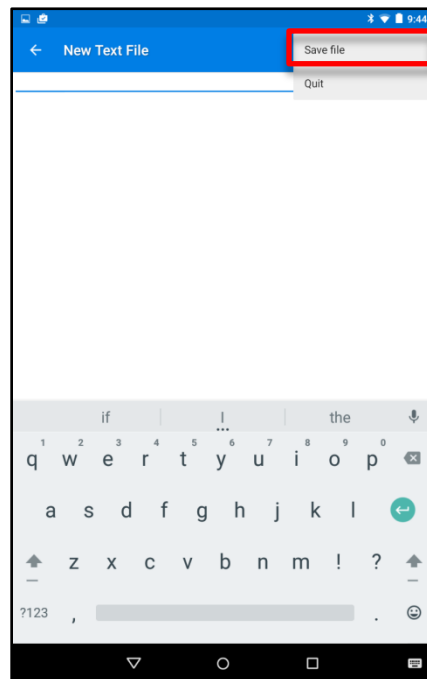 9:44
New Text File
Save file
Quit
if I the
1 2 3 4 5 6 7 8 9 0
q w e r t y u i o p
a s d f g h j k l
z x c v b n m ! ?
?123 , .